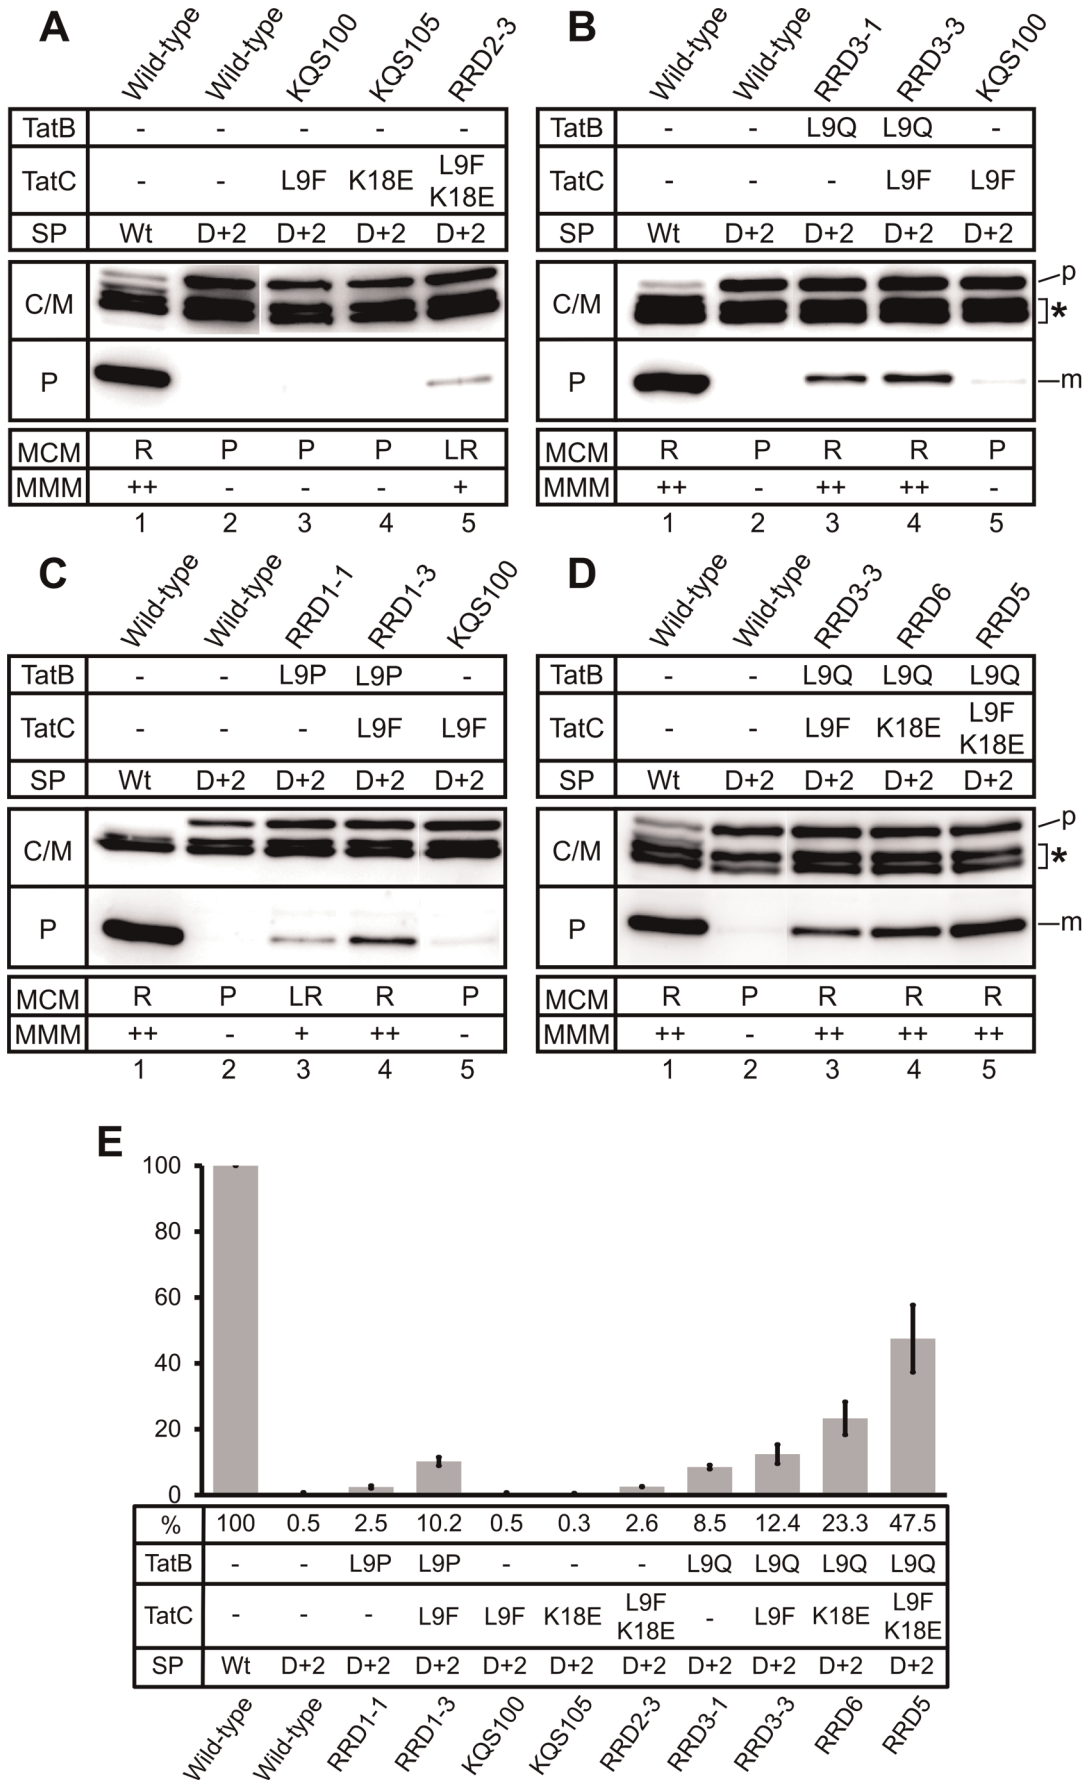 A
Wild-type Wild-type KQS100 KQS105 RRD2-3
TatB - - - - -
TatC - - L9F K18E L9F K18E
SP Wt D+2 D+2 D+2 D+2
C/M
P
MCM R P P P LR
MMM ++ - - - +
1 2 3 4 5
B
Wild-type Wild-type RRD3-1 RRD3-3 KQS100
TatB - - L9Q L9Q -
TatC - - - L9F L9F
SP Wt D+2 D+2 D+2 D+2
C/M p
*
P m
MCM R P R R P
MMM ++ - ++ ++ -
1 2 3 4 5
C
Wild-type Wild-type RRD1-1 RRD1-3 KQS100
TatB - - L9P L9P -
TatC - - - L9F L9F
SP Wt D+2 D+2 D+2 D+2
C/M
P
MCM R P LR R P
MMM ++ - + ++ -
1 2 3 4 5
D
Wild-type Wild-type RRD3-3 RRD6 RRD5
TatB - - L9Q L9Q L9Q
TatC - - L9F K18E L9F K18E
SP Wt D+2 D+2 D+2 D+2
C/M p
*
P m
MCM R P R R R
MMM ++ - ++ ++ ++
1 2 3 4 5
E
100
80
60
40
20
0
% 100 0.5 2.5 10.2 0.5 0.3 2.6 8.5 12.4 23.3 47.5
TatB - - L9P L9P - - - L9Q L9Q L9Q L9Q
TatC - - - L9F L9F K18E L9F K18E - L9F K18E L9F K18E
SP Wt D+2 D+2 D+2 D+2 D+2 D+2 D+2 D+2 D+2 D+2
Wild-type Wild-type RRD1-1 RRD1-3 KQS100 KQS105 RRD2-3 RRD3-1 RRD3-3 RRD6 RRD5